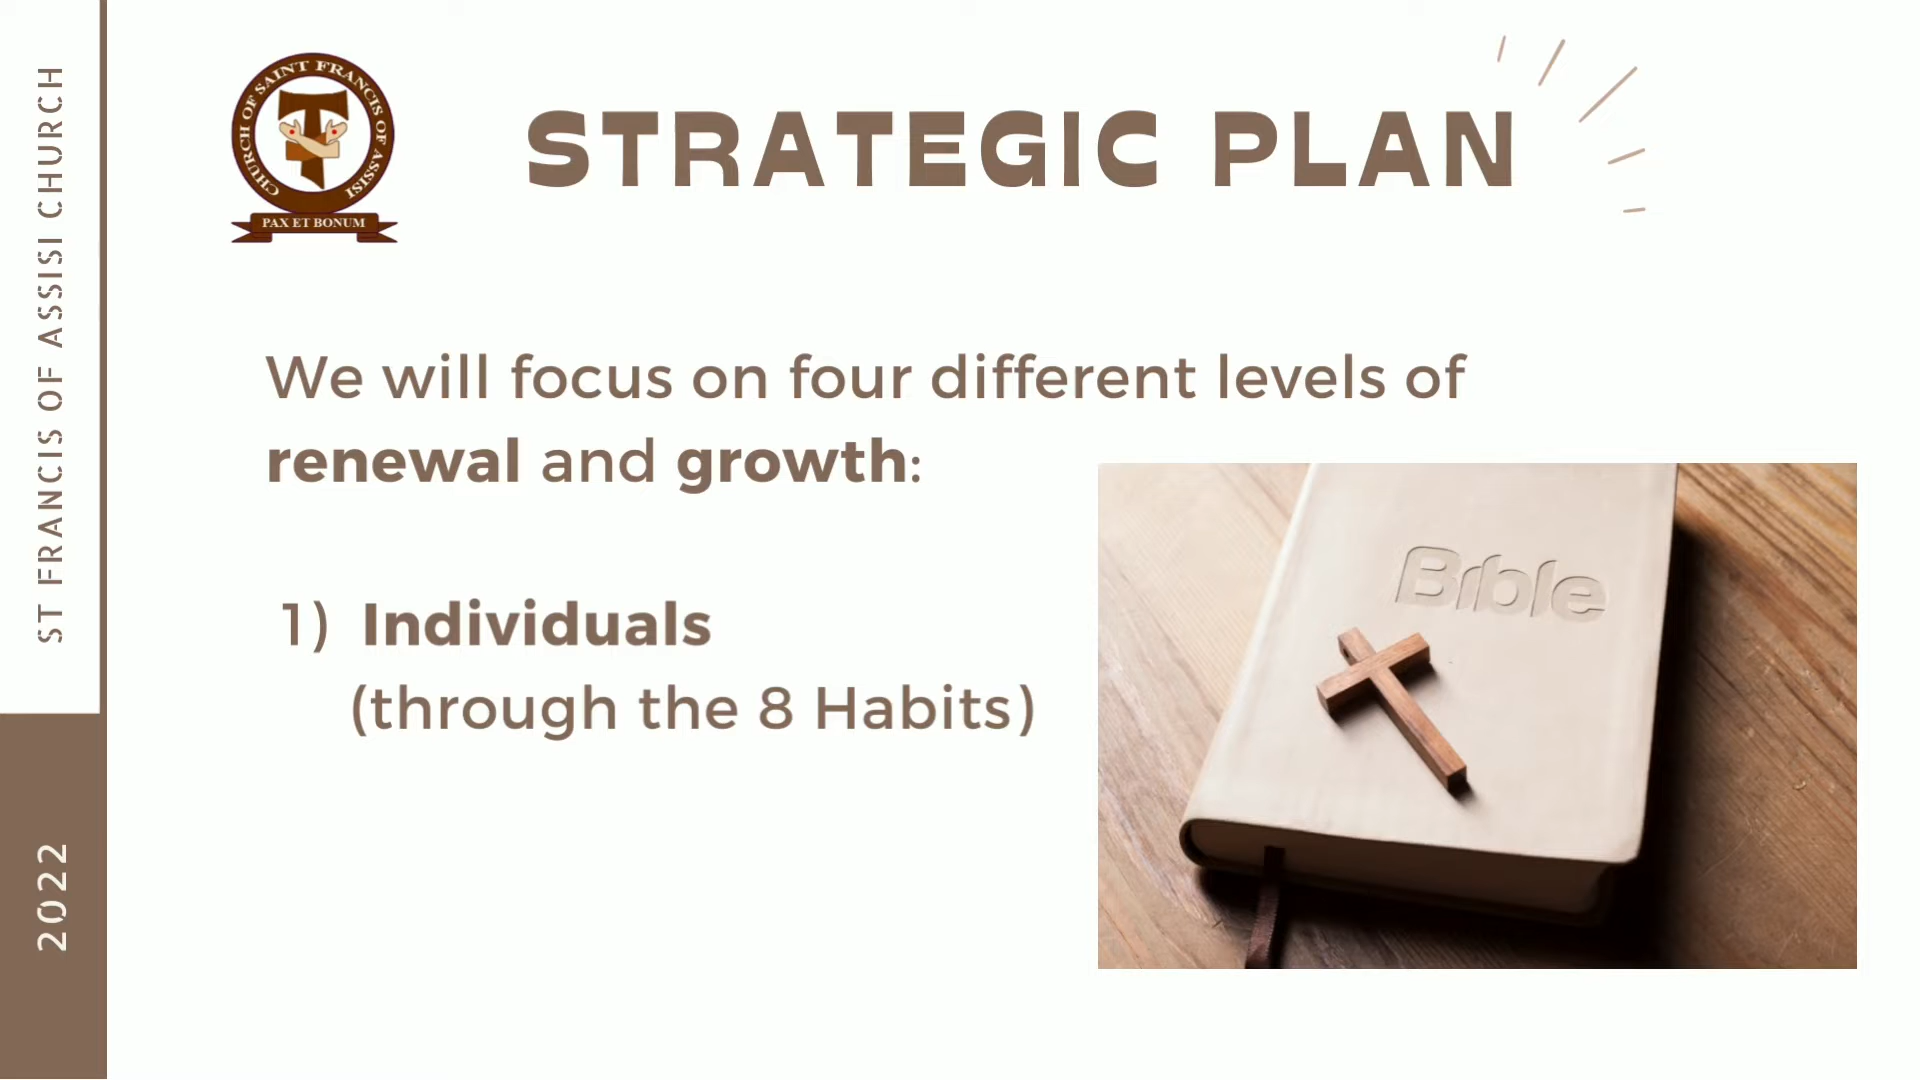 ST FRANCIS OF ASSISI CHURCH
2022
CHURCH OF SAINT FRANCIS OF ASSISI
PAX ET BONUM
STRATEGIC PLAN
We will focus on four different levels of
renewal and growth:
1) Individuals
(through the 8 Habits)
Bible